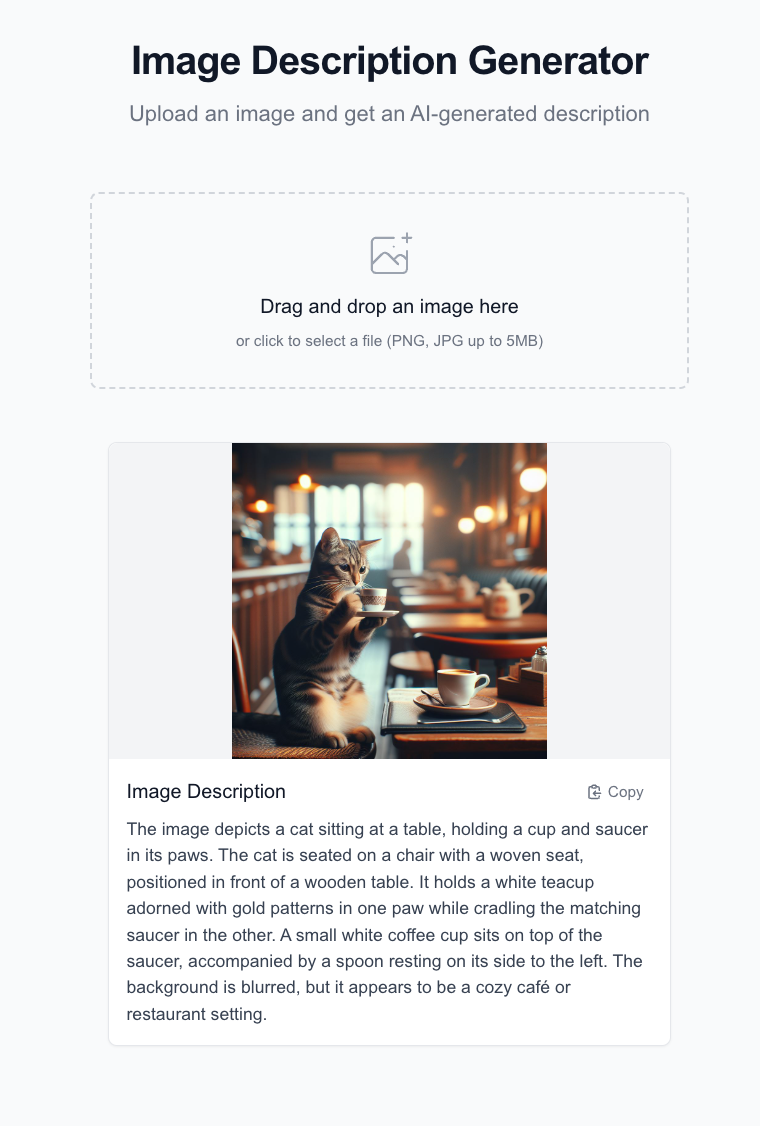 Image Description Generator
Upload an image and get an AI-generated description
Drag and drop an image here
or click to select a file (PNG, JPG up to 5MB)
Image Description
Copy
The image depicts a cat sitting at a table, holding a cup and saucer
in its paws. The cat is seated on a chair with a woven seat,
positioned in front of a wooden table. It holds a white teacup
adorned with gold patterns in one paw while cradling the matching
saucer in the other. A small white coffee cup sits on top of the
saucer, accompanied by a spoon resting on its side to the left. The
background is blurred, but it appears to be a cozy café or
restaurant setting.